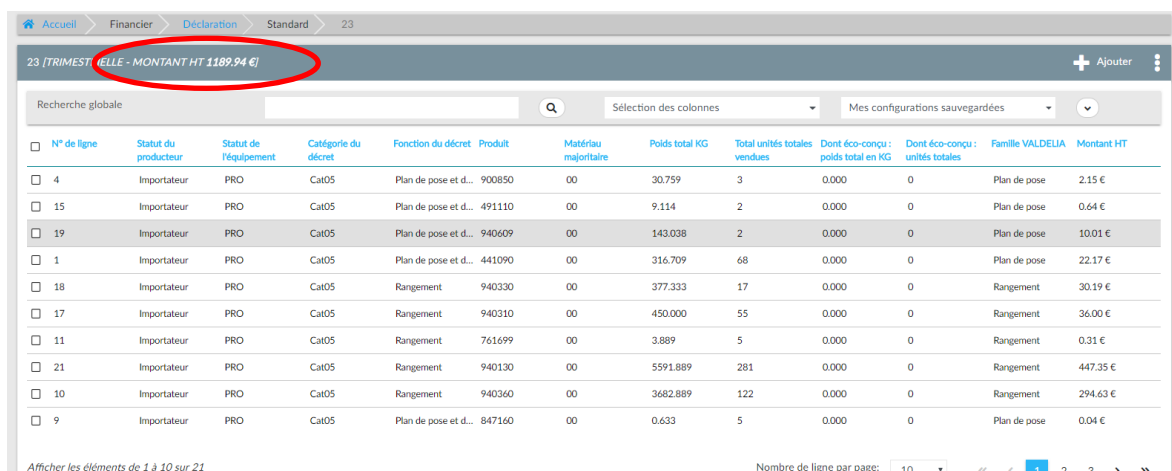 Accueil Financier Déclaration Standard 23
23 [TRIMESTRIELLE - MONTANT HT 1189.94 €] Ajouter
Recherche globale Sélection des colonnes Mes configurations sauvegardées
N° de ligne Statut du producteur Statut de l'équipement Catégorie du décret Fonction du décret Produit Matériau majoritaire Poids total KG Total unités totales vendues Dont éco-conçu : poids total en KG Dont éco-conçu : unités totales Famille VALDELIA Montant HT
4 Importateur PRO Cat05 Plan de pose et d... 900850 00 30.759 3 0.000 0 Plan de pose 2.15 €
15 Importateur PRO Cat05 Plan de pose et d... 491110 00 9.114 2 0.000 0 Plan de pose 0.64 €
19 Importateur PRO Cat05 Plan de pose et d... 940609 00 143.038 2 0.000 0 Plan de pose 10.01 €
1 Importateur PRO Cat05 Plan de pose et d... 441090 00 316.709 68 0.000 0 Plan de pose 22.17 €
18 Importateur PRO Cat05 Rangement 940330 00 377.333 17 0.000 0 Rangement 30.19 €
17 Importateur PRO Cat05 Rangement 940310 00 450.000 55 0.000 0 Rangement 36.00 €
11 Importateur PRO Cat05 Rangement 761699 00 3.889 5 0.000 0 Rangement 0.31 €
21 Importateur PRO Cat05 Rangement 940130 00 5591.889 281 0.000 0 Rangement 447.35 €
10 Importateur PRO Cat05 Rangement 940360 00 3682.889 122 0.000 0 Rangement 294.63 €
9 Importateur PRO Cat05 Plan de pose et d... 847160 00 0.633 5 0.000 0 Plan de pose 0.04 €
Afficher les éléments de 1 à 10 sur 21 Nombre de ligne par page: 10 « ‹ 1 2 3 › »